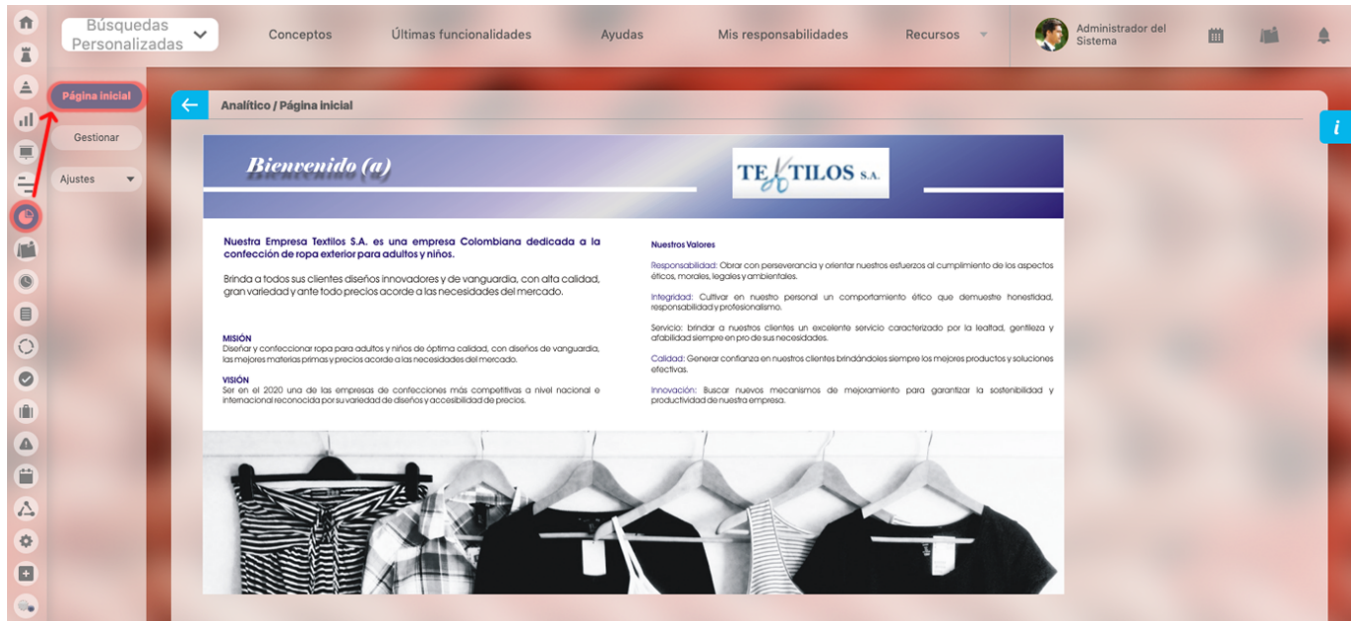 Búsquedas
Personalizadas
Conceptos
Últimas funcionalidades
Ayudas
Mis responsabilidades
Recursos
Administrador del
Sistema
Página inicial
Gestionar
Ajustes
Analítico / Página inicial
i
Bienvenido (a)
TEXTILOS S.A.
Nuestra Empresa Textilos S.A. es una empresa Colombiana dedicada a la
confección de ropa exterior para adultos y niños.
Brinda a todos sus clientes diseños innovadores y de vanguardia, con alta calidad,
gran variedad y ante todo precios acorde a las necesidades del mercado.
MISIÓN
Diseñar y confeccionar ropa para adultos y niños de óptima calidad, con diseños de vanguardia,
las mejores materias primas y precios acorde a las necesidades del mercado.
VISIÓN
Ser en el 2020 una de las empresas de confecciones más competitivas a nivel nacional e
internacional reconocida por su variedad de diseños y accesibilidad de precios.
Nuestros Valores
Responsabilidad: Obrar con perseverancia y orientar nuestros esfuerzos al cumplimiento de los aspectos
éticos, morales, legales y ambientales.
Integridad: Cultivar en nuestro personal un comportamiento ético que demuestre honestidad,
responsabilidad y profesionalismo.
Servicio: brindar a nuestros clientes un excelente servicio caracterizado por la lealtad, gentileza y
afabilidad siempre en pro de sus necesidades.
Calidad: Generar confianza en nuestros clientes brindándoles siempre los mejores productos y soluciones
efectivas.
Innovación: Buscar nuevos mecanismos de mejoramiento para garantizar la sostenibilidad y
productividad de nuestra empresa.